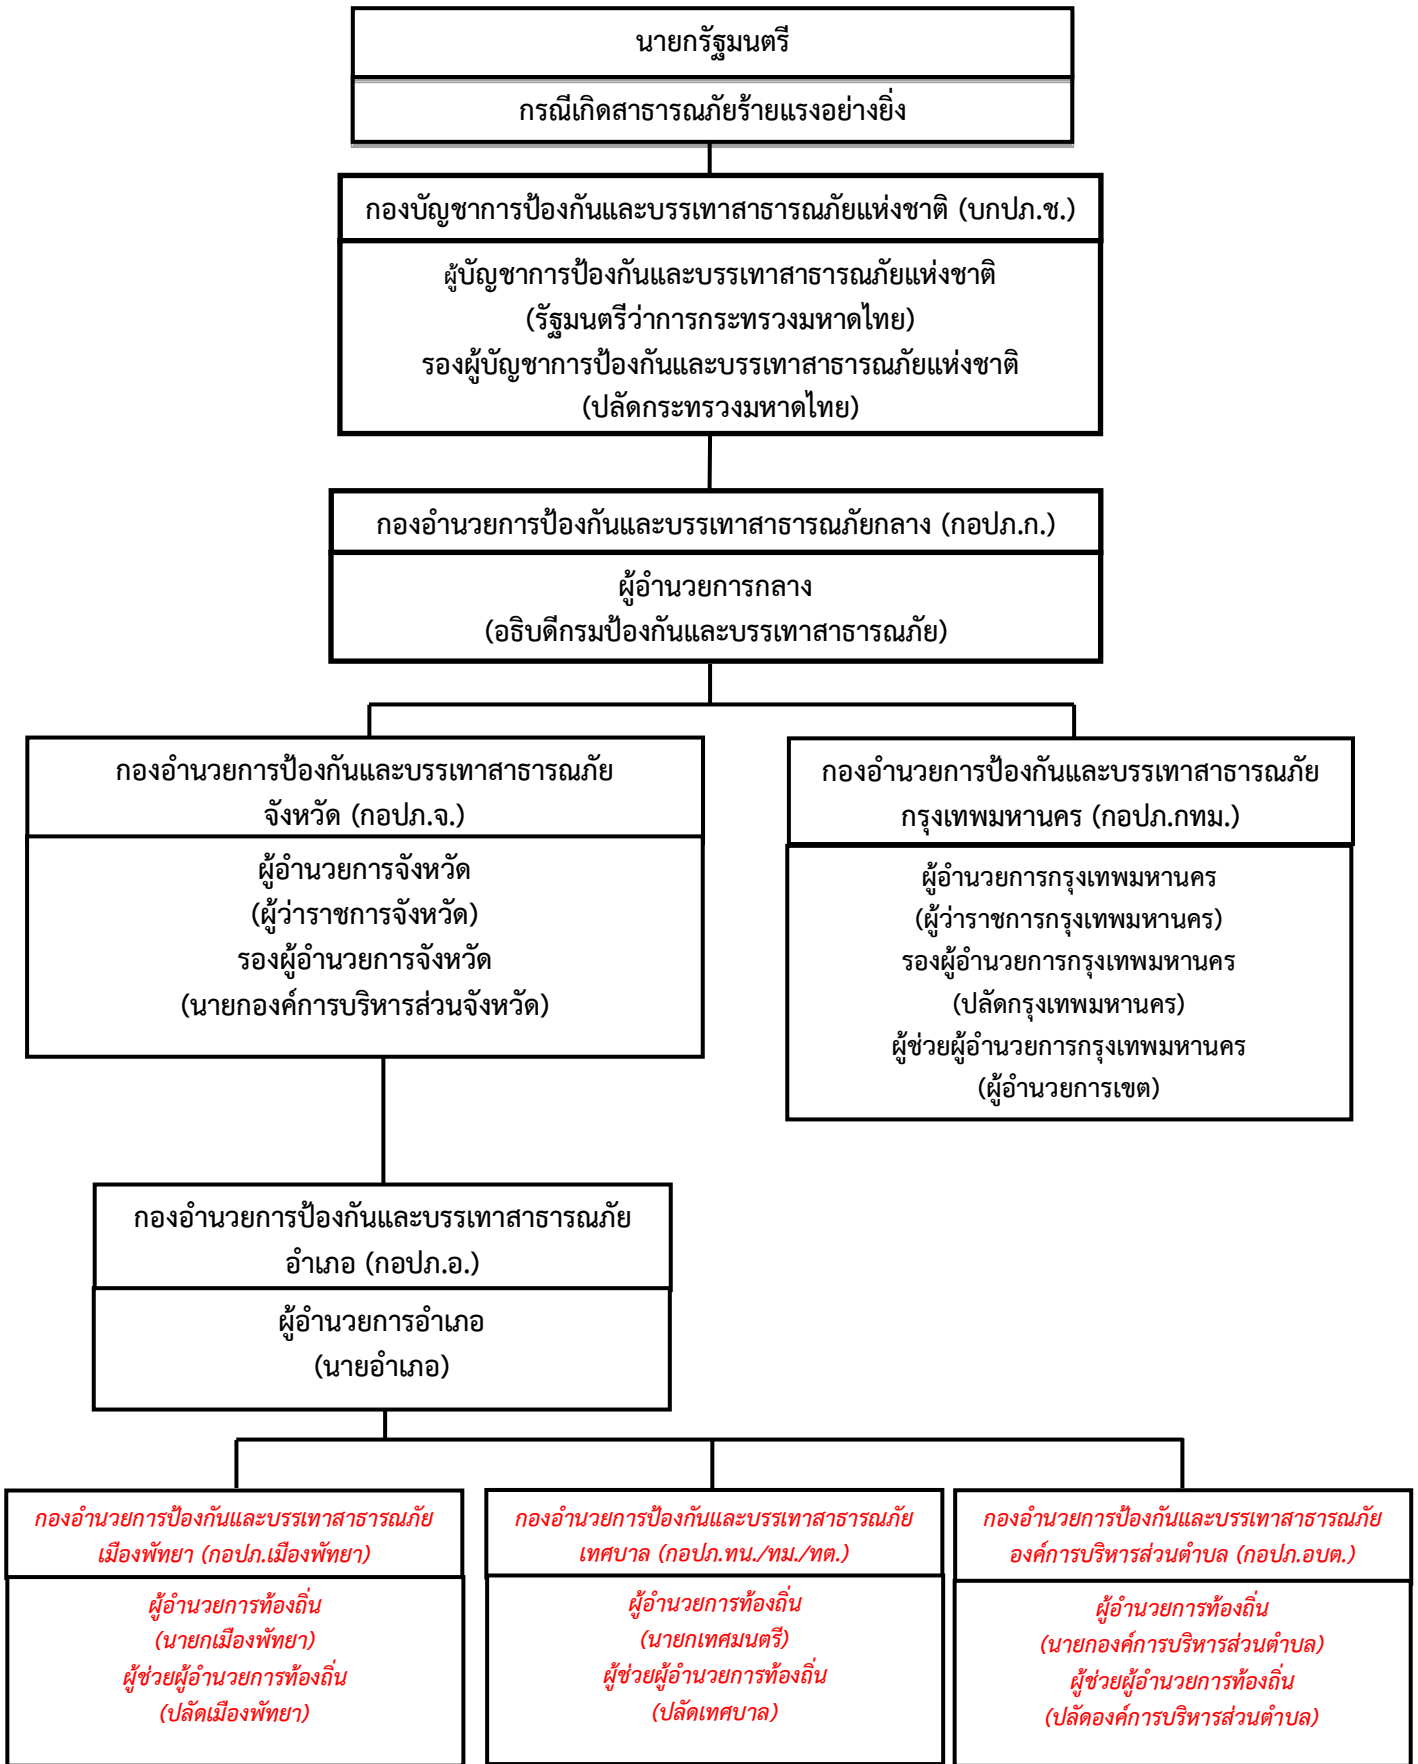 นายกรัฐมนตรี
กรณีเกิดสาธารณภัยร้ายแรงอย่างยิ่ง
กองบัญชาการป้องกันและบรรเทาสาธารณภัยแห่งชาติ (บกปภ.ช.)
ผู้บัญชาการป้องกันและบรรเทาสาธารณภัยแห่งชาติ
(รัฐมนตรีว่าการกระทรวงมหาดไทย)
รองผู้บัญชาการป้องกันและบรรเทาสาธารณภัยแห่งชาติ
(ปลัดกระทรวงมหาดไทย)
กองอำนวยการป้องกันและบรรเทาสาธารณภัยกลาง (กอปภ.ก.)
ผู้อำนวยการกลาง
(อธิบดีกรมป้องกันและบรรเทาสาธารณภัย)
กองอำนวยการป้องกันและบรรเทาสาธารณภัย
จังหวัด (กอปภ.จ.)
ผู้อำนวยการจังหวัด
(ผู้ว่าราชการจังหวัด)
รองผู้อำนวยการจังหวัด
(นายกองค์การบริหารส่วนจังหวัด)
กองอำนวยการป้องกันและบรรเทาสาธารณภัย
กรุงเทพมหานคร (กอปภ.กทม.)
ผู้อำนวยการกรุงเทพมหานคร
(ผู้ว่าราชการกรุงเทพมหานคร)
รองผู้อำนวยการกรุงเทพมหานคร
(ปลัดกรุงเทพมหานคร)
ผู้ช่วยผู้อำนวยการกรุงเทพมหานคร
(ผู้อำนวยการเขต)
กองอำนวยการป้องกันและบรรเทาสาธารณภัย
อำเภอ (กอปภ.อ.)
ผู้อำนวยการอำเภอ
(นายอำเภอ)
กองอำนวยการป้องกันและบรรเทาสาธารณภัย
เมืองพัทยา (กอปภ.เมืองพัทยา)
ผู้อำนวยการท้องถิ่น
(นายกเมืองพัทยา)
ผู้ช่วยผู้อำนวยการท้องถิ่น
(ปลัดเมืองพัทยา)
กองอำนวยการป้องกันและบรรเทาสาธารณภัย
เทศบาล (กอปภ.ทน./ทม./ทต.)
ผู้อำนวยการท้องถิ่น
(นายกเทศมนตรี)
ผู้ช่วยผู้อำนวยการท้องถิ่น
(ปลัดเทศบาล)
กองอำนวยการป้องกันและบรรเทาสาธารณภัย
องค์การบริหารส่วนตำบล (กอปภ.อบต.)
ผู้อำนวยการท้องถิ่น
(นายกองค์การบริหารส่วนตำบล)
ผู้ช่วยผู้อำนวยการท้องถิ่น
(ปลัดองค์การบริหารส่วนตำบล)